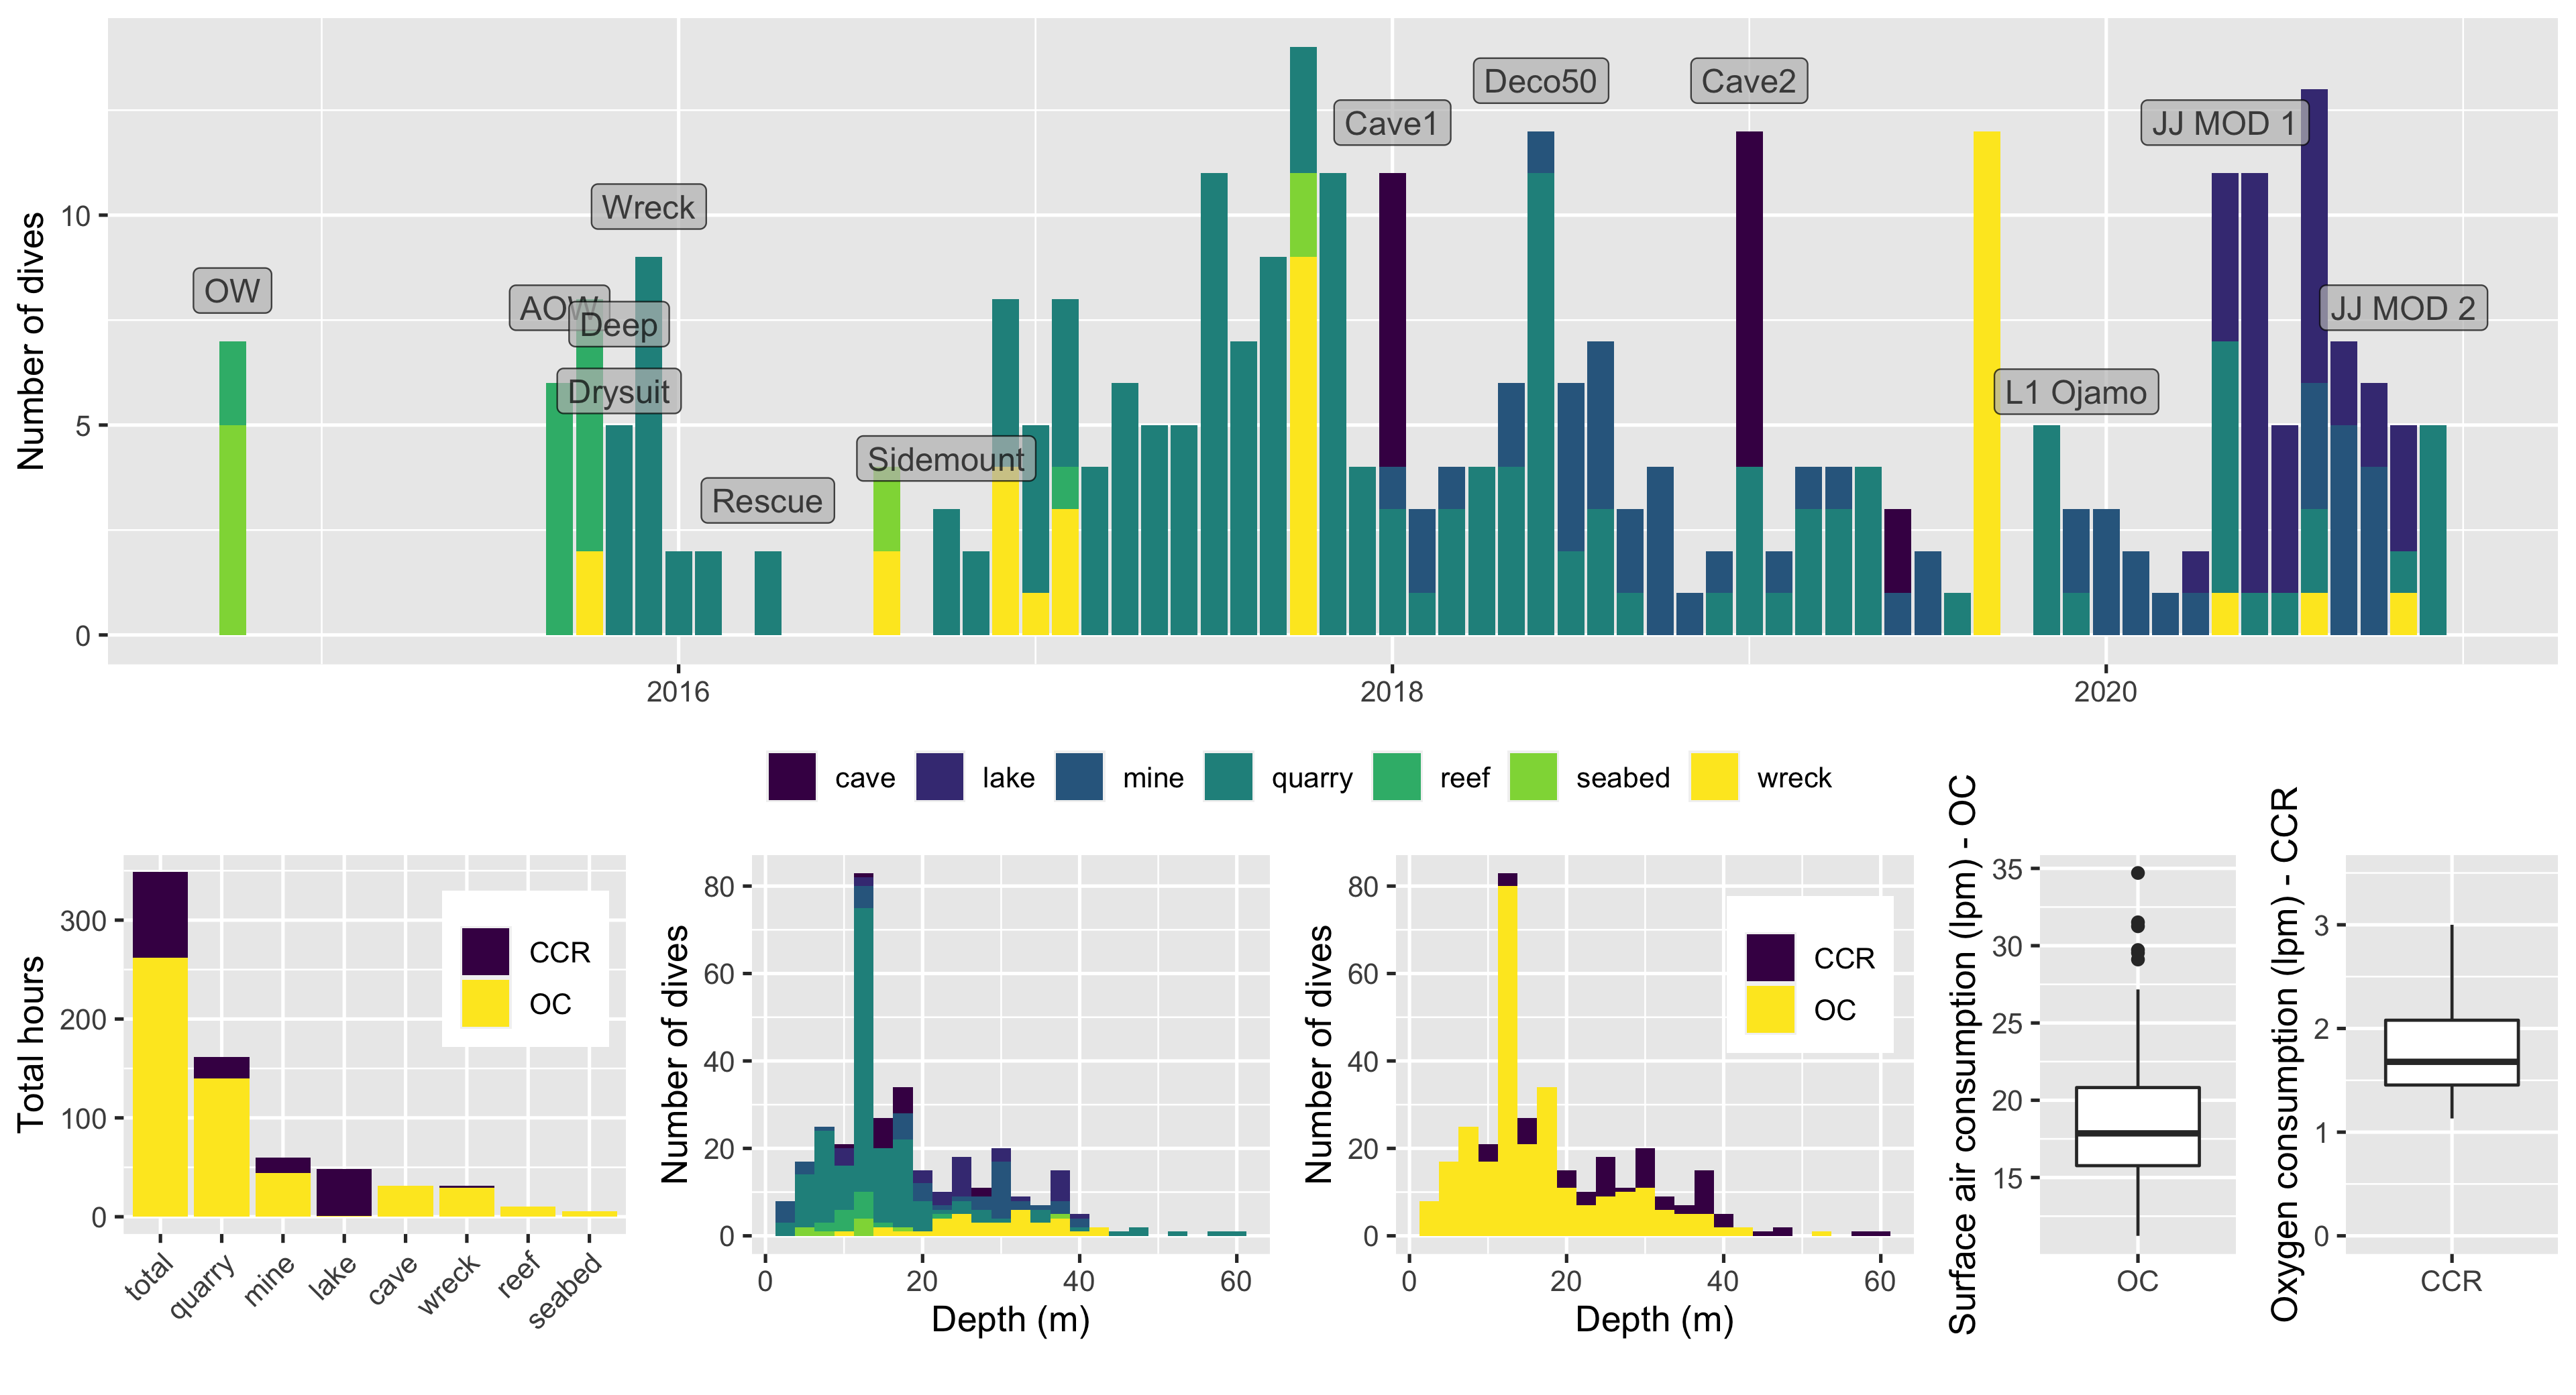 Number of dives
10
5
0
OW
AOW
Deep
Drysuit
Wreck
Rescue
Sidemount
Cave1
Deco50
Cave2
L1 Ojamo
JJ MOD 1
JJ MOD 2
2016
2018
2020
cave
lake
mine
quarry
reef
seabed
wreck
Total hours
300
200
100
0
CCR
OC
total
quarry
mine
lake
cave
wreck
reef
seabed
Number of dives
80
60
40
20
0
0
20
40
60
Depth (m)
Number of dives
80
60
40
20
0
CCR
OC
0
20
40
60
Depth (m)
Surface air consumption (lpm) - OC
35
30
25
20
15
OC
Oxygen consumption (lpm) - CCR
3
2
1
0
CCR